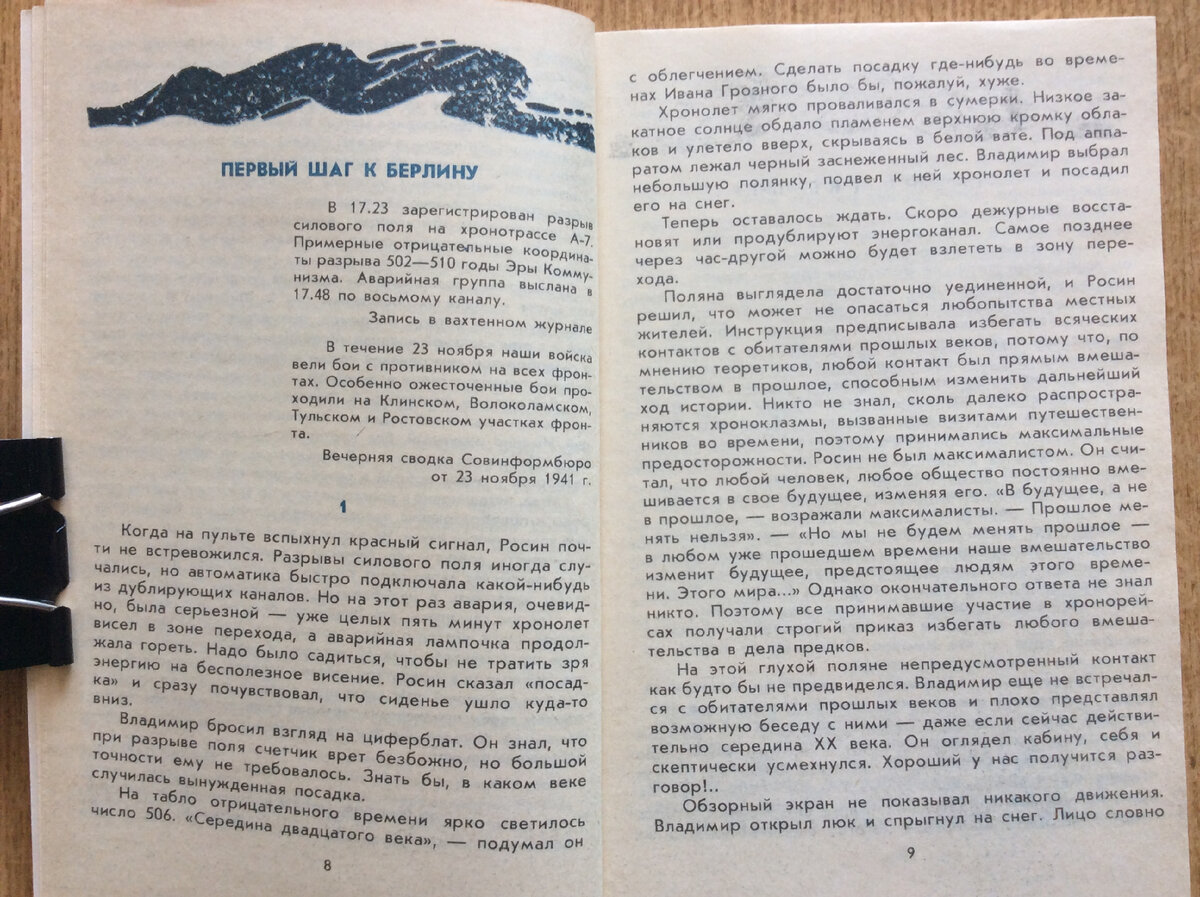 ПЕРВЫЙ ШАГ К БЕРЛИНУ
В 17.23 зарегистрирован разрыв
силового поля на хронотрассе А-7.
Примерные отрицательные координа-
ты разрыва 502—510 годы Эры Комму-
низма. Аварийная группа выслана в
17.48 по восьмому каналу.
Запись в вахтенном журнале
В течение 23 ноября наши войска
вели бои с противником на всех фрон-
тах. Особенно ожесточенные бои про-
ходили на Клинском, Волоколамском,
Тульском и Ростовском участках фрон-
та.
Вечерняя сводка Совинформбюро
от 23 ноября 1941 г.
1
Когда на пульте вспыхнул красный сигнал, Росин поч-
ти не встревожился. Разрывы силового поля иногда слу-
чались, но автоматика быстро подключала какой-нибудь
из дублирующих каналов. Но на этот раз авария, очевид-
но, была серьезной — уже целых пять минут хронолет
висел в зоне перехода, а аварийная лампочка продол-
жала гореть. Надо было садиться, чтобы не тратить зря
энергию на бесполезное висение. Росин сказал «посад-
ка» и сразу почувствовал, что сиденье ушло куда-то
вниз.
Владимир бросил взгляд на циферблат. Он знал, что
при разрыве поля счетчик врет безбожно, но большой
точности ему не требовалось. Знать бы, в каком веке
случилась вынужденная посадка.
На табло отрицательного времени ярко светилось
число 506. «Середина двадцатого века», — подумал он
8
с облегчением. Сделать посадку где-нибудь во време-
нах Ивана Грозного было бы, пожалуй, хуже.
Хронолет мягко проваливался в сумерки. Низкое за-
катное солнце обдало пламенем верхнюю кромку обла-
ков и улетело вверх, скрываясь в белой вате. Под аппа-
ратом лежал черный заснеженный лес. Владимир выбрал
небольшую полянку, подвел к ней хронолет и посадил
его на снег.
Теперь оставалось ждать. Скоро дежурные восста-
новят или продублируют энергоканал. Самое позднее
через час-другой можно будет взлететь в зону пере-
хода.
Поляна выглядела достаточно уединенной, и Росин
решил, что может не опасаться любопытства местных
жителей. Инструкция предписывала избегать всяческих
контактов с обитателями прошлых веков, потому что, по
мнению теоретиков, любой контакт был прямым вмеша-
тельством в прошлое, способным изменить дальнейший
ход истории. Никто не знал, сколь далеко распростра-
няются хроноклазмы, вызванные визитами путешествен-
ников во времени, поэтому принимались максимальные
предосторожности. Росин не был максималистом. Он счи-
тал, что любой человек, любое общество постоянно вме-
шивается в свое будущее, изменяя его. «В будущее, а не
в прошлое, — возражали максималисты. — Прошлое ме-
нять нельзя». — «Но мы не будем менять прошлое —
в любом уже прошедшем времени наше вмешательство
изменит будущее, предстоящее людям этого време-
ни. Этого мира...» Однако окончательного ответа не знал
никто. Поэтому все принимавшие участие в хронорей-
сах получали строгий приказ избегать любого вмеша-
тельства в дела предков.
На этой глухой поляне непредусмотренный контакт
как будто бы не предвиделся. Владимир еще не встречал-
ся с обитателями прошлых веков и плохо представлял
возможную беседу с ними — даже если сейчас действи-
тельно середина XX века. Он оглядел кабину, себя и
скептически усмехнулся. Хороший у нас получится раз-
говор!..
Обзорный экран не показывал никакого движения.
Владимир открыл люк и спрыгнул на снег. Лицо словно
9